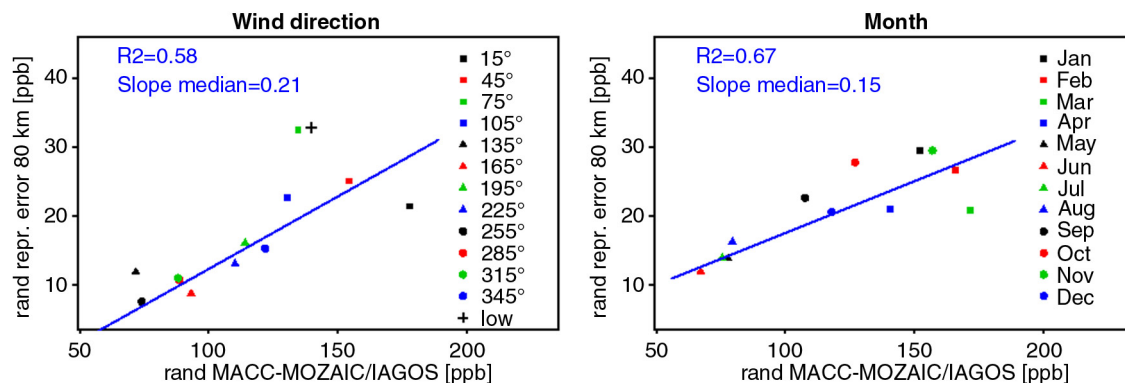 Wind direction
R2=0.58
Slope median=0.21
rand repr. error 80 km [ppb]
40
30
20
10
50
100
150
200
rand MACC-MOZAIC/IAGOS [ppb]
15°
45°
75°
105°
135°
165°
195°
225°
255°
285°
315°
345°
low
Month
R2=0.67
Slope median=0.15
rand repr. error 80 km [ppb]
40
30
20
10
50
100
150
200
rand MACC-MOZAIC/IAGOS [ppb]
Jan
Feb
Mar
Apr
May
Jun
Jul
Aug
Sep
Oct
Nov
Dec